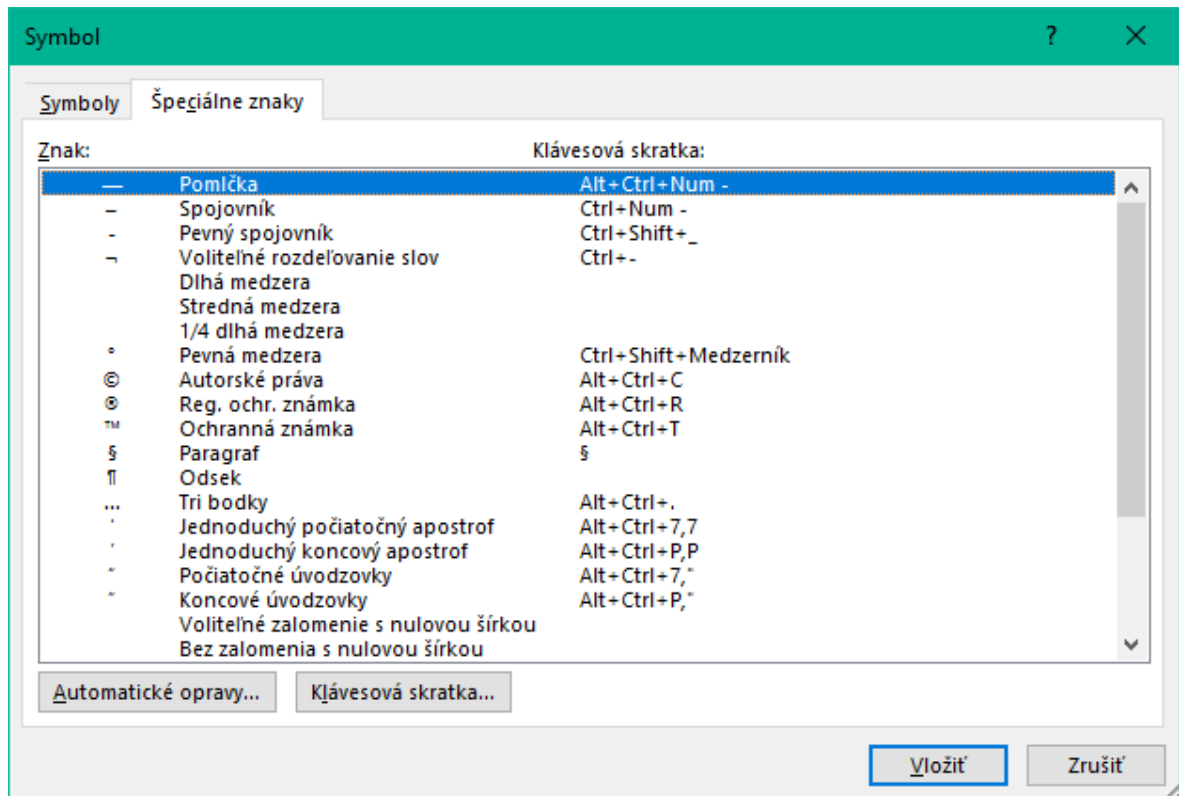 Symbol ? ×
Symboly Špeciálne znaky
Znak: Klávesová skratka:
— Pomlčka Alt+Ctrl+Num -
– Spojovník Ctrl+Num -
- Pevný spojovník Ctrl+Shift+_
¬ Voliteľné rozdeľovanie slov Ctrl+-
Dlhá medzera
Stredná medzera
1/4 dlhá medzera
° Pevná medzera Ctrl+Shift+Medzerník
© Autorské práva Alt+Ctrl+C
® Reg. ochr. známka Alt+Ctrl+R
™ Ochranná známka Alt+Ctrl+T
§ Paragraf §
¶ Odsek
… Tri bodky Alt+Ctrl+.
‘ Jednoduchý počiatočný apostrof Alt+Ctrl+7,7
’ Jednoduchý koncový apostrof Alt+Ctrl+P,P
“ Počiatočné úvodzovky Alt+Ctrl+7,"
” Koncové úvodzovky Alt+Ctrl+P,"
Voliteľné zalomenie s nulovou šírkou
Bez zalomenia s nulovou šírkou
Automatické opravy... Klávesová skratka...
Vložiť Zrušiť